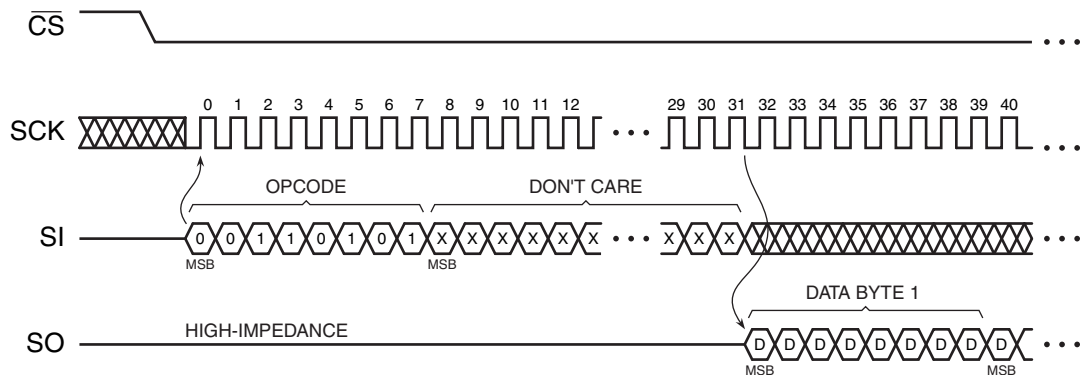 CS
0 1 2 3 4 5 6 7 8 9 10 11 12 29 30 31 32 33 34 35 36 37 38 39 40
SCK
OPCODE DON'T CARE
SI 0 0 1 1 0 1 0 1 X X X X X X X X X
MSB MSB
DATA BYTE 1
HIGH-IMPEDANCE
SO D D D D D D D D D
MSB MSB